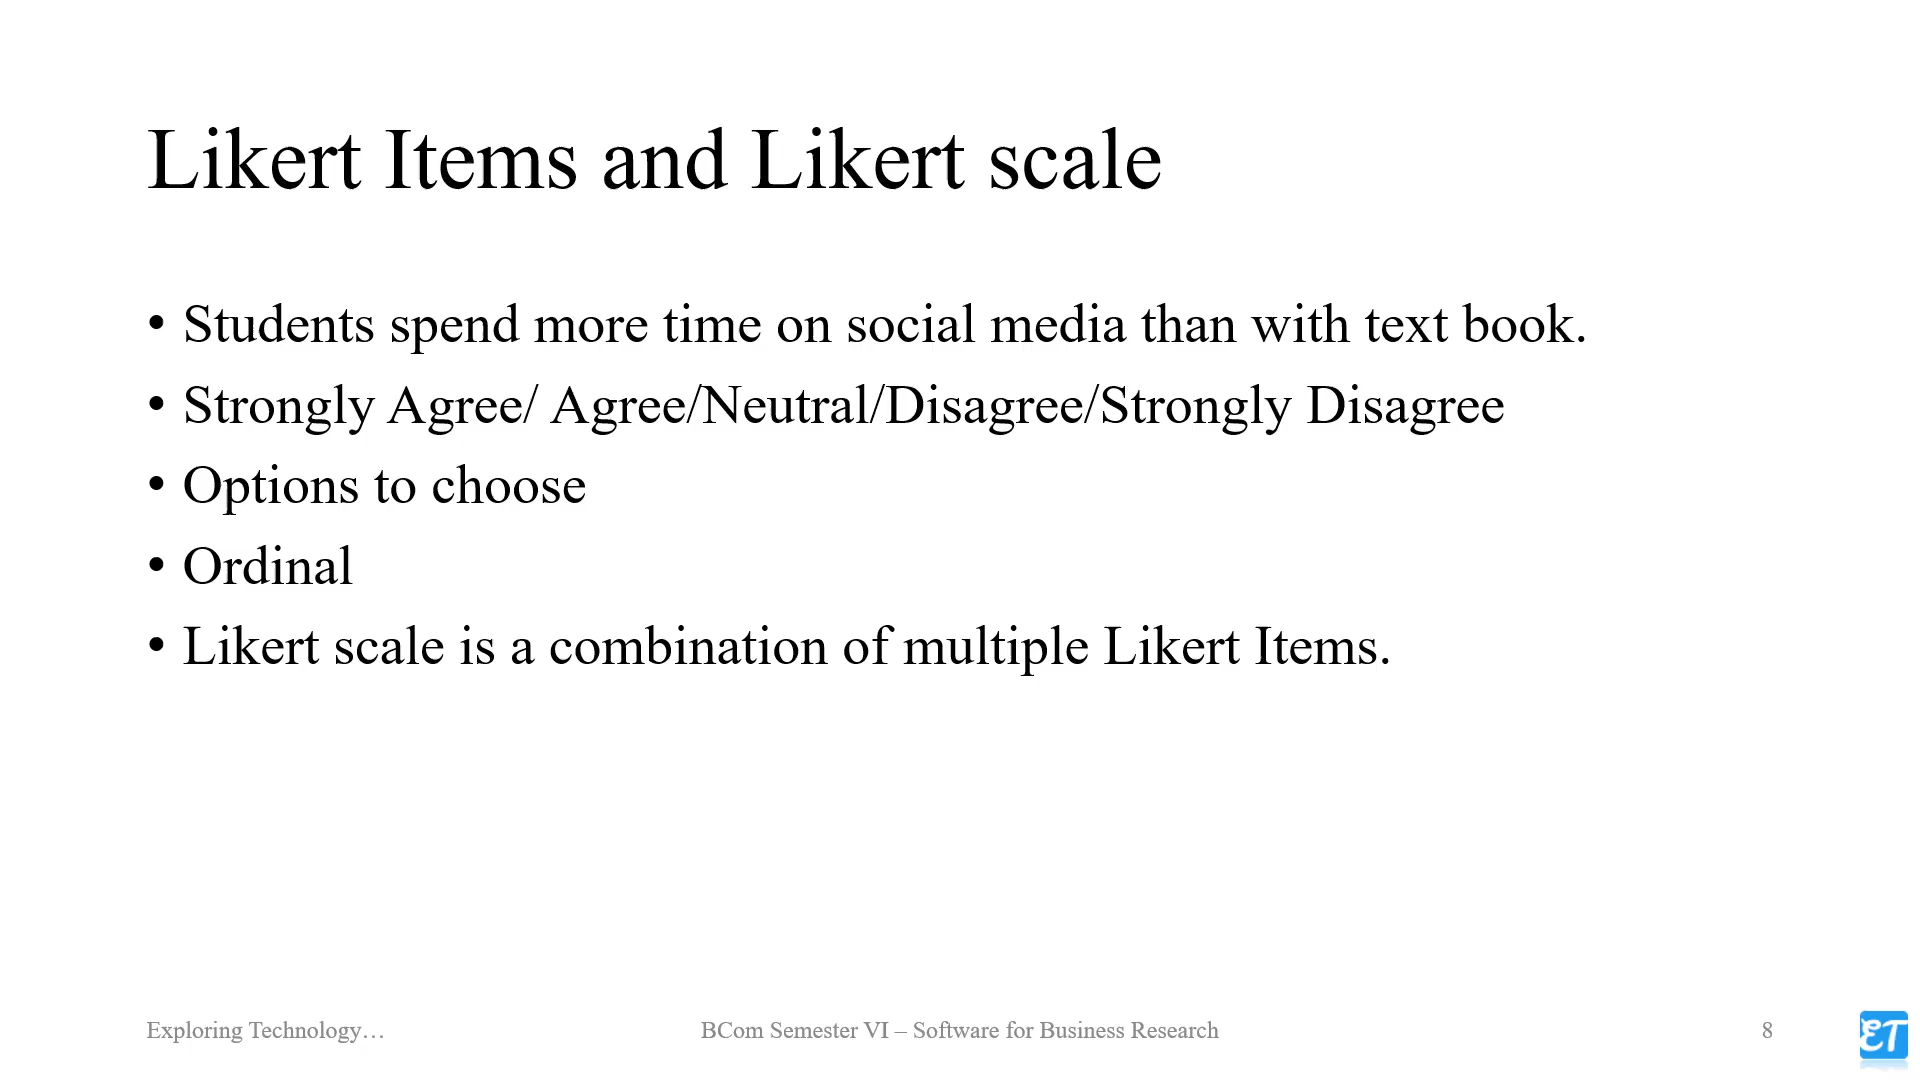 Likert Items and Likert scale
• Students spend more time on social media than with text book.
• Strongly Agree/ Agree/Neutral/Disagree/Strongly Disagree
• Options to choose
• Ordinal
• Likert scale is a combination of multiple Likert Items.
Exploring Technology…
BCom Semester VI – Software for Business Research
8
ET